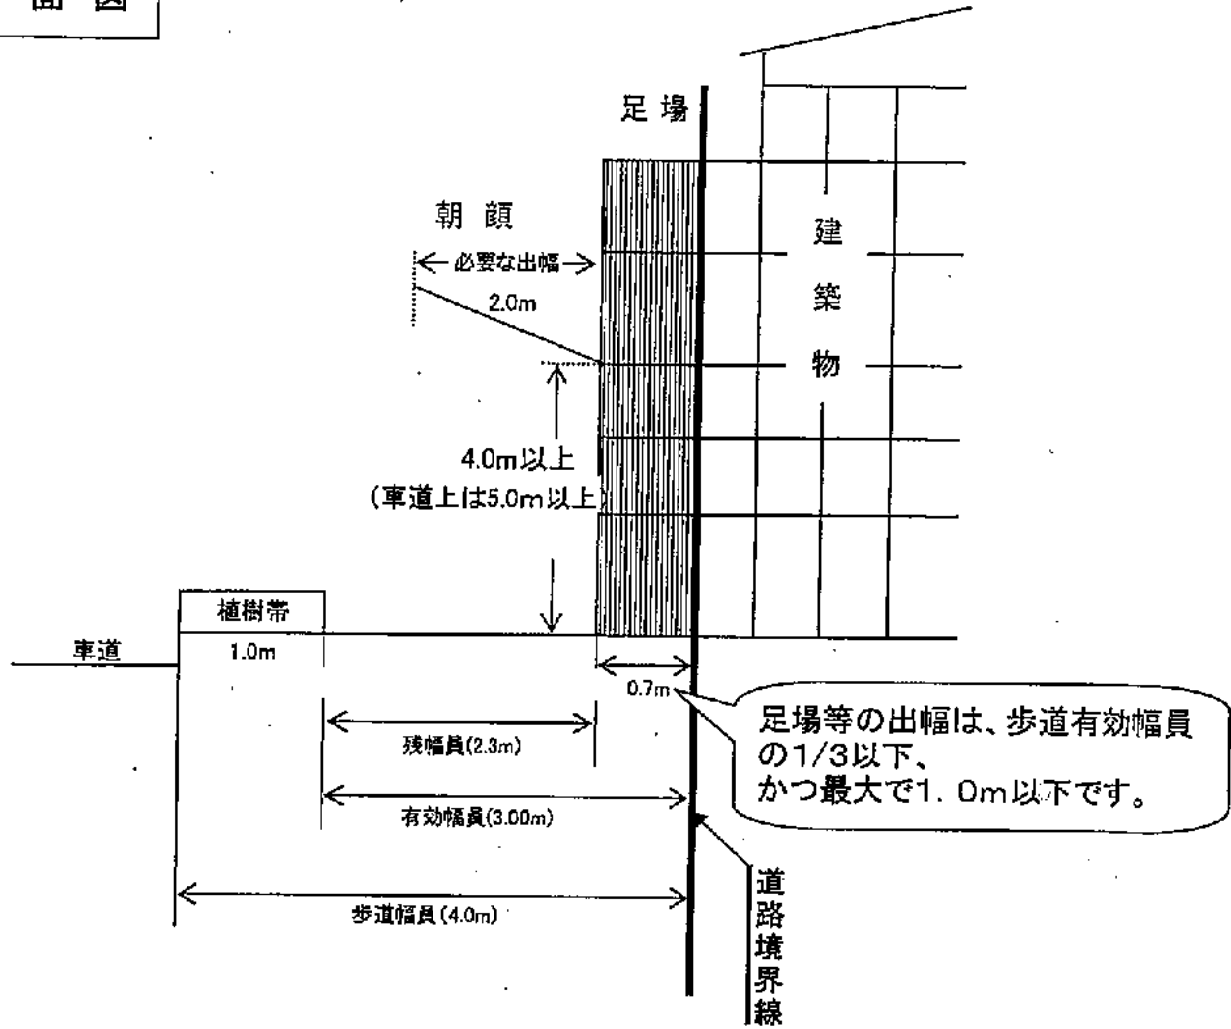 面 図
足 場
朝 顔
必要な出幅
2.0m
建
築
物
4.0m以上
(車道上は5.0m以上)
植樹帯
車道
1.0m
0.7m
足場等の出幅は、歩道有効幅員
の1/3以下、
かつ最大で1. 0m以下です。
残幅員(2.3m)
有効幅員(3.00m)
歩道幅員(4.0m)
道
路
境
界
線